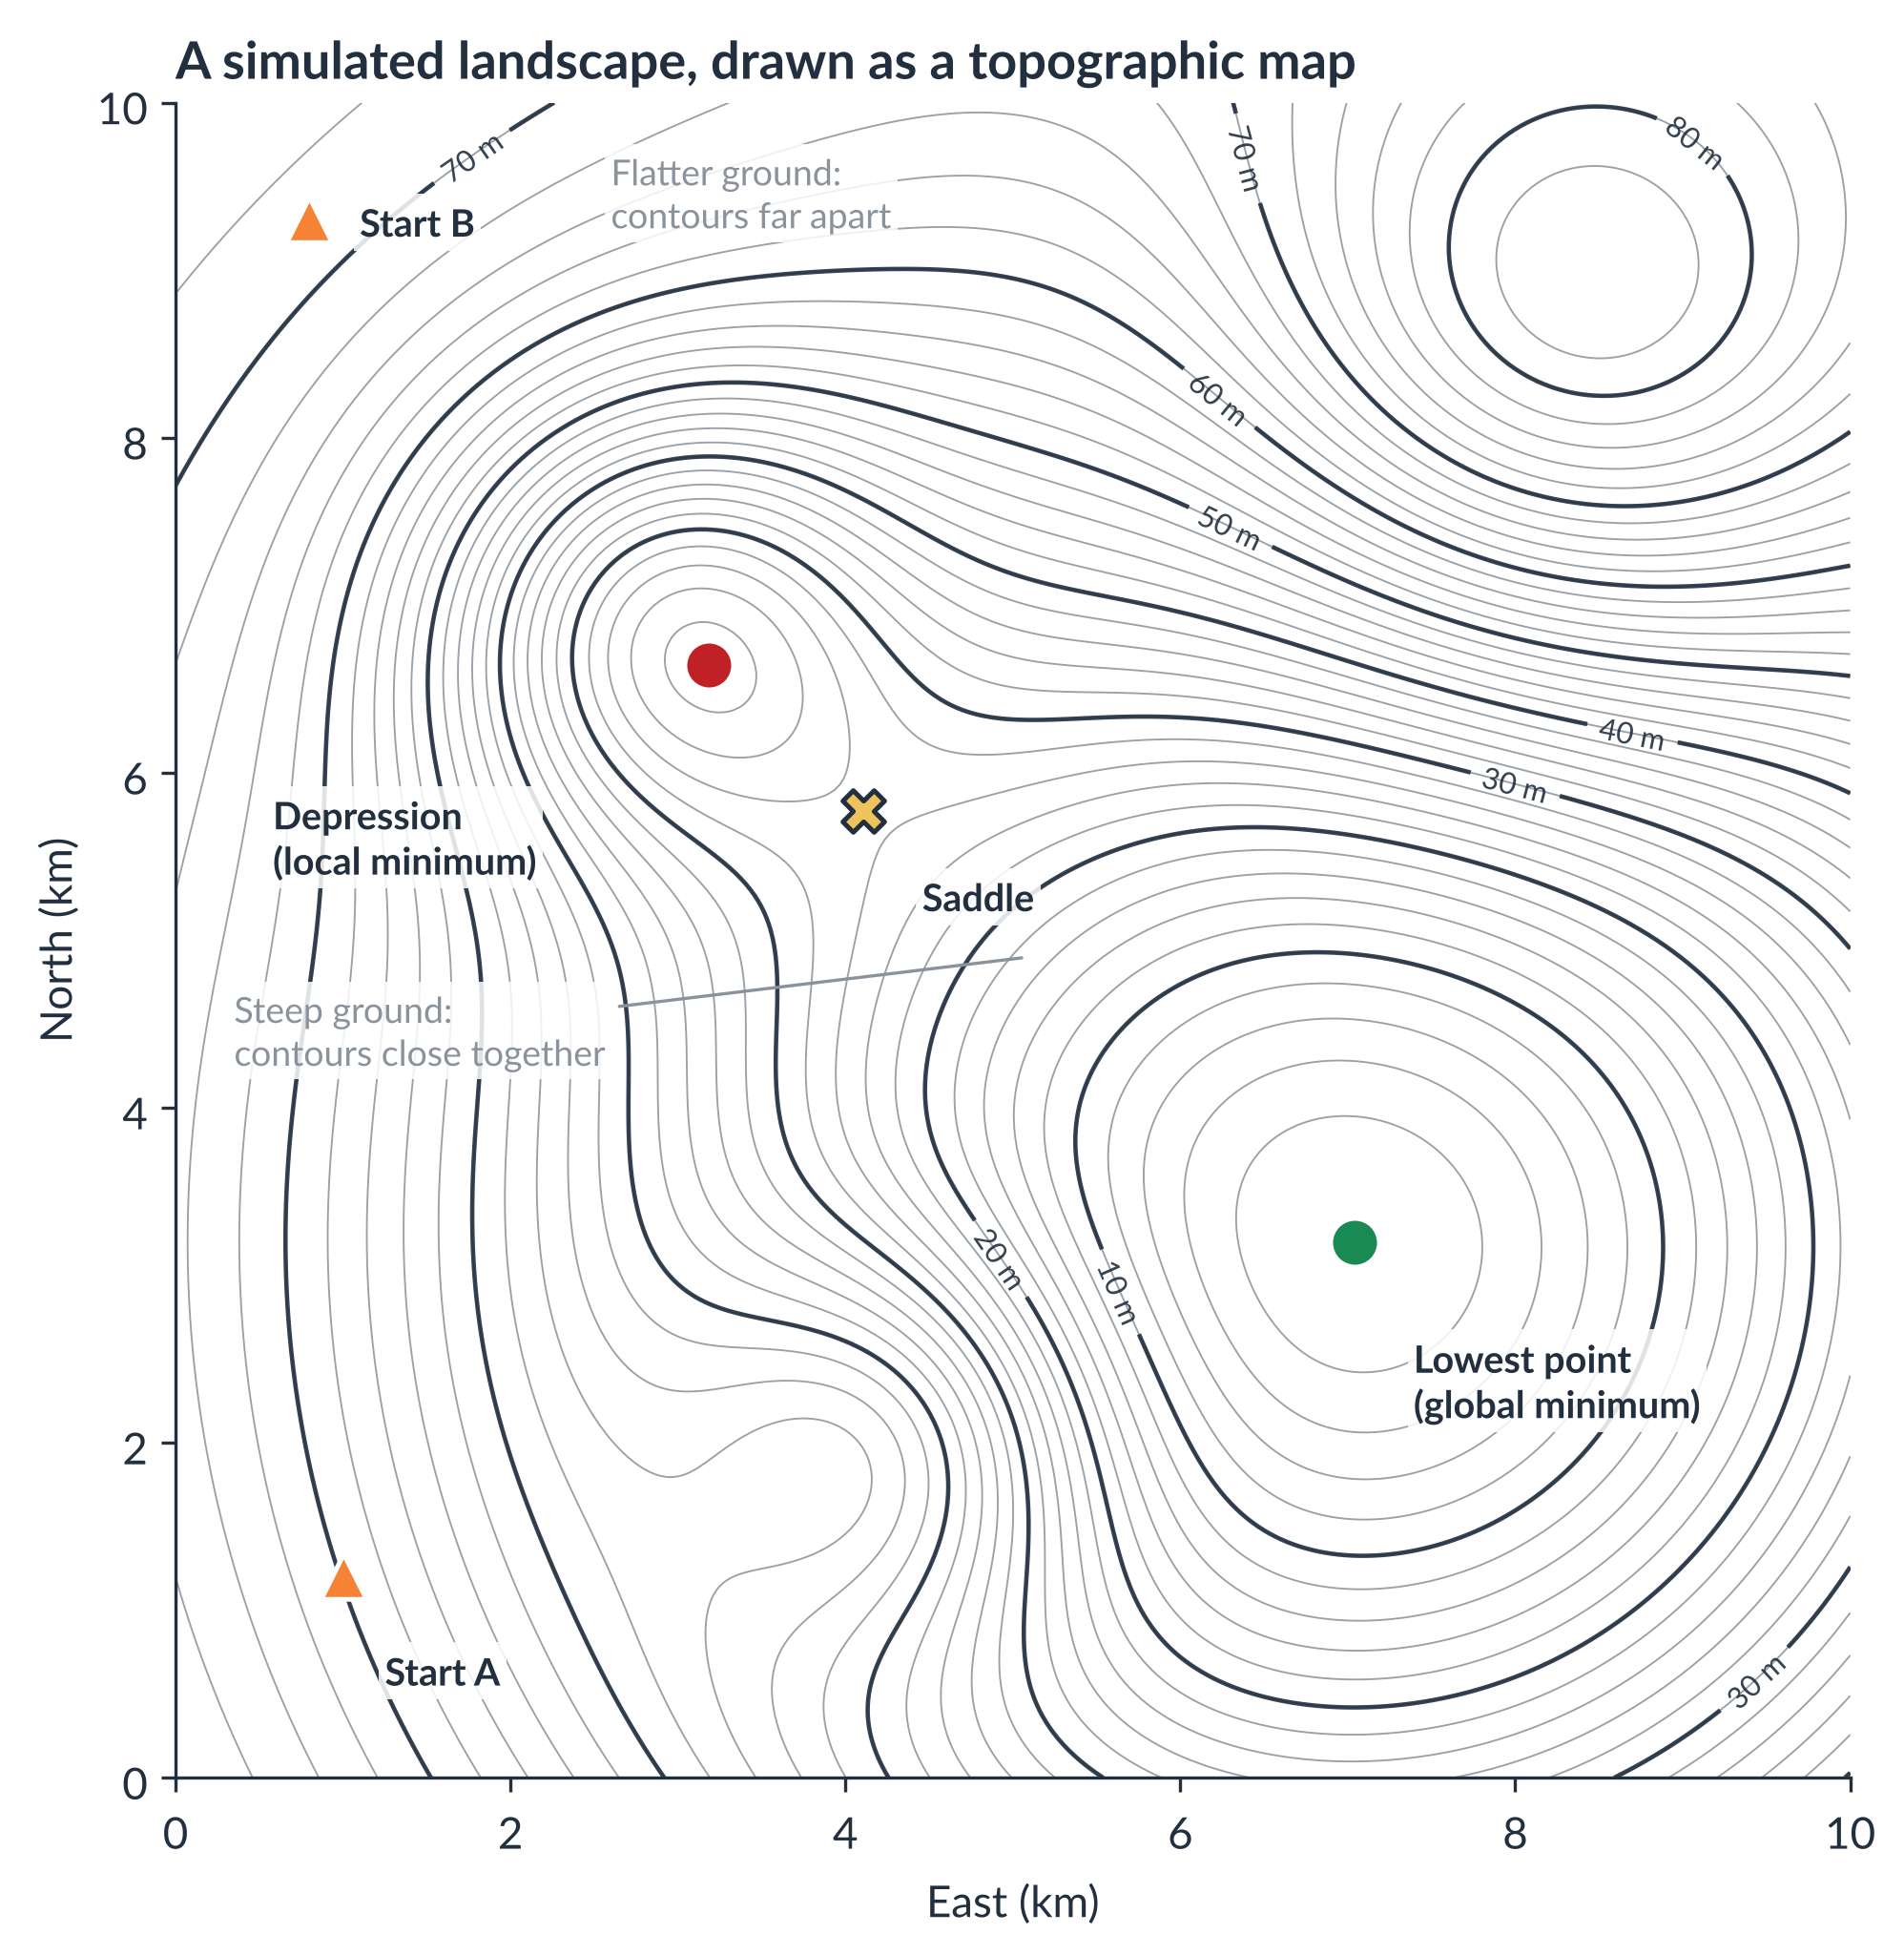 A simulated landscape, drawn as a topographic map
10
8
6
4
2
0
North (km)
70 m
Start B
Flatter ground:
contours far apart
70 m
80 m
60 m
50 m
40 m
30 m
Depression
(local minimum)
Saddle
Steep ground:
contours close together
20 m
10 m
Lowest point
(global minimum)
Start A
30 m
0
2
4
6
8
10
East (km)